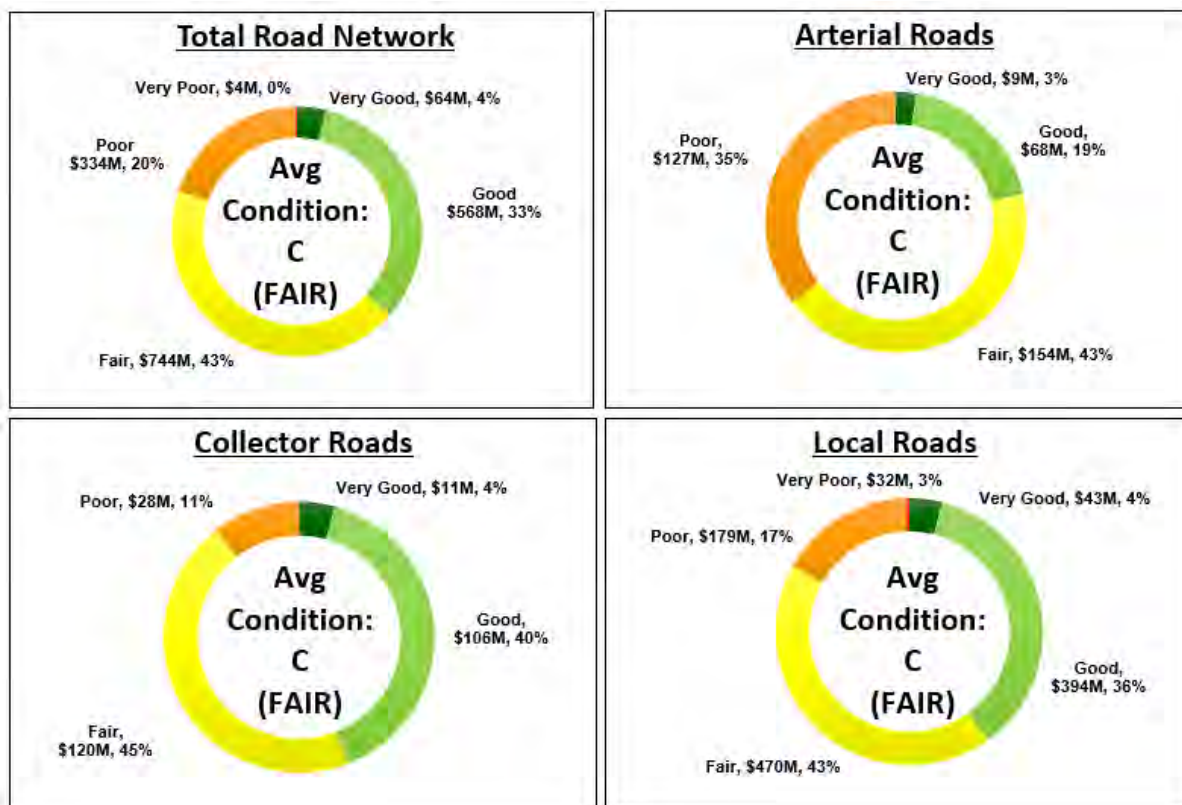 Total Road Network
Very Poor, $4M, 0%
Very Good, $64M, 4%
Poor
$334M, 20%
Good
$568M, 33%
Avg
Condition:
C
(FAIR)
Fair, $744M, 43%
Arterial Roads
Very Good, $9M, 3%
Poor,
$127M, 35%
Good,
$68M, 19%
Avg
Condition:
C
(FAIR)
Fair, $154M, 43%
Collector Roads
Poor, $28M, 11%
Very Good, $11M, 4%
Avg
Condition:
C
(FAIR)
Good,
$106M, 40%
Fair,
$120M, 45%
Local Roads
Very Poor, $32M, 3%
Very Good, $43M, 4%
Poor, $179M, 17%
Avg
Condition:
C
(FAIR)
Good,
$394M, 36%
Fair, $470M, 43%